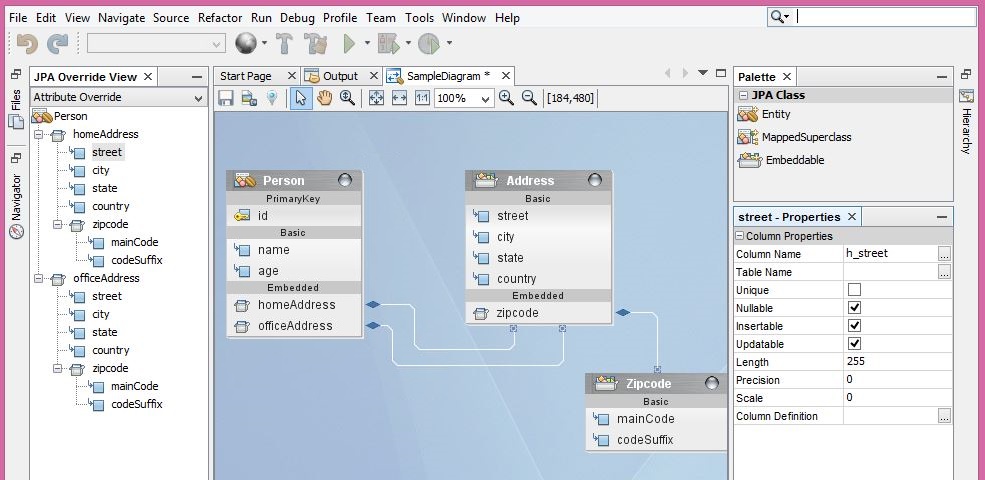 File Edit View Navigate Source Refactor Run Debug Profile Team Tools Window Help
Files
Navigator
JPA Override View
Attribute Override
Person
homeAddress
street
city
state
country
zipcode
mainCode
codeSuffix
officeAddress
street
city
state
country
zipcode
mainCode
codeSuffix
Start Page Output SampleDiagram *
1:1 100% [184,480]
Person
PrimaryKey
id
Basic
name
age
Embedded
homeAddress
officeAddress
Address
Basic
street
city
state
country
Embedded
zipcode
Zipcode
Basic
mainCode
codeSuffix
Palette
JPA Class
Entity
MappedSuperclass
Embeddable
street - Properties
Column Properties
Column Name h_street ...
Table Name ...
Unique
Nullable
Insertable
Updatable
Length 255
Precision 0
Scale 0
Column Definition ...
Hierarchy